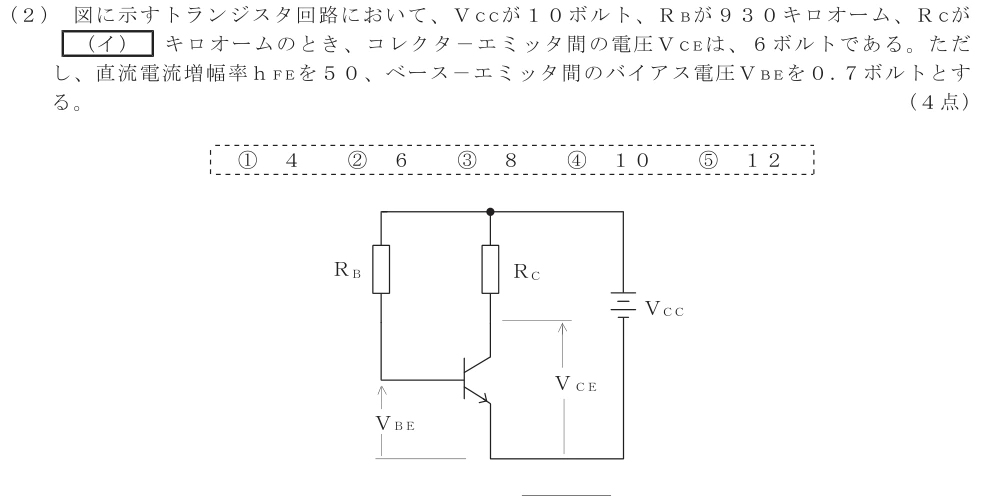 （２） 図に示すトランジスタ回路において、Ｖccが１０ボルト、ＲBが９３０キロオーム、Ｒcが
（イ） キロオームのとき、コレクタ－エミッタ間の電圧ＶCEは、６ボルトである。ただ
し、直流電流増幅率ｈFEを５０、ベース－エミッタ間のバイアス電圧ＶBEを０.７ボルトとす
る。 （４点）
① ４ ② ６ ③ ８ ④ １０ ⑤ １２
ＲB
ＲC
ＶCC
ＶCE
ＶBE